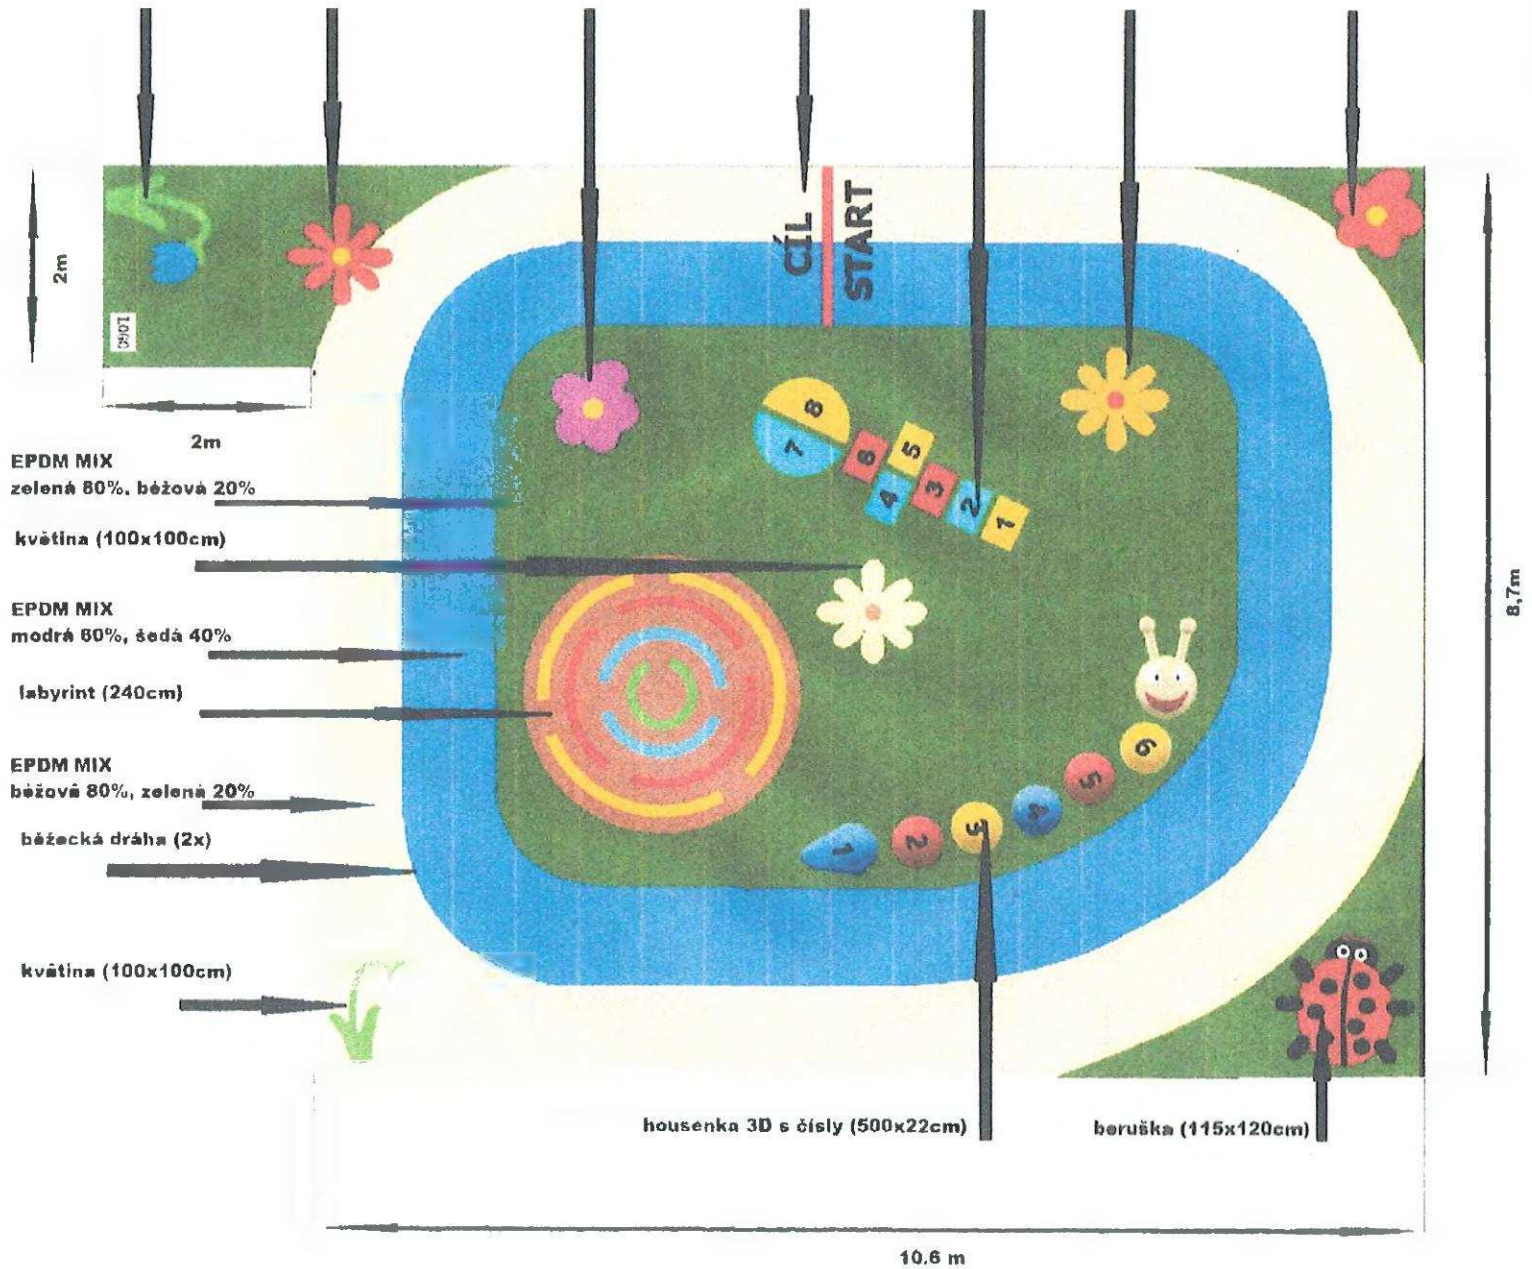 CÍL
START
2m
LOGO
2m
8
7
6
5
4
3
2
1
EPDM MIX
zelená 80%, béžová 20%
květina (100x100cm)
EPDM MIX
modrá 60%, šedá 40%
labyrint (240cm)
EPDM MIX
béžová 80%, zelená 20%
běžecká dráha (2x)
květina (100x100cm)
8,7m
6
5
4
3
2
1
housenka 3D s čísly (500x22cm)
beruška (115x120cm)
10,6 m